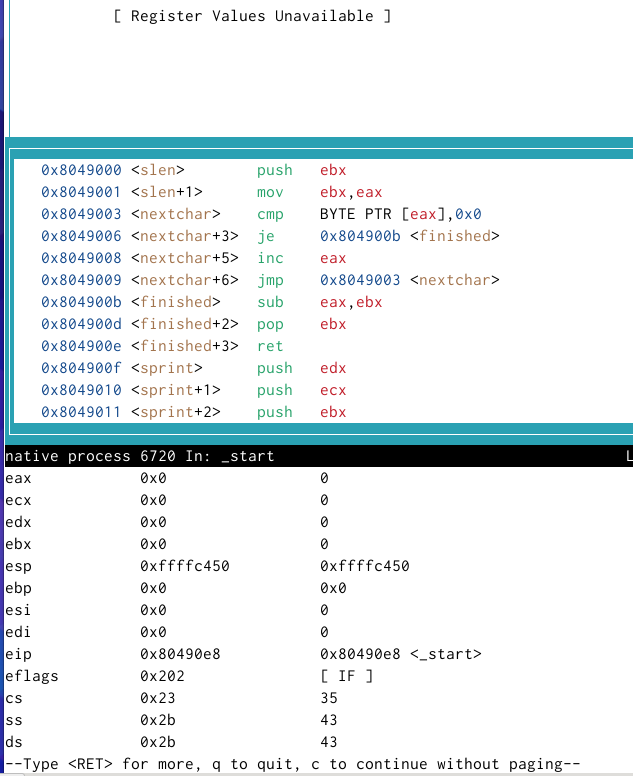 [ Register Values Unavailable ]
0x8049000 <slen> push ebx
0x8049001 <slen+1> mov ebx,eax
0x8049003 <nextchar> cmp BYTE PTR [eax],0x0
0x8049006 <nextchar+3> je 0x804900b <finished>
0x8049008 <nextchar+5> inc eax
0x8049009 <nextchar+6> jmp 0x8049003 <nextchar>
0x804900b <finished> sub eax,ebx
0x804900d <finished+2> pop ebx
0x804900e <finished+3> ret
0x804900f <sprint> push edx
0x8049010 <sprint+1> push ecx
0x8049011 <sprint+2> push ebx
native process 6720 In: _start L
eax 0x0 0
ecx 0x0 0
edx 0x0 0
ebx 0x0 0
esp 0xffffc450 0xffffc450
ebp 0x0 0x0
esi 0x0 0
edi 0x0 0
eip 0x80490e8 0x80490e8 <_start>
eflags 0x202 [ IF ]
cs 0x23 35
ss 0x2b 43
ds 0x2b 43
--Type <RET> for more, q to quit, c to continue without paging--